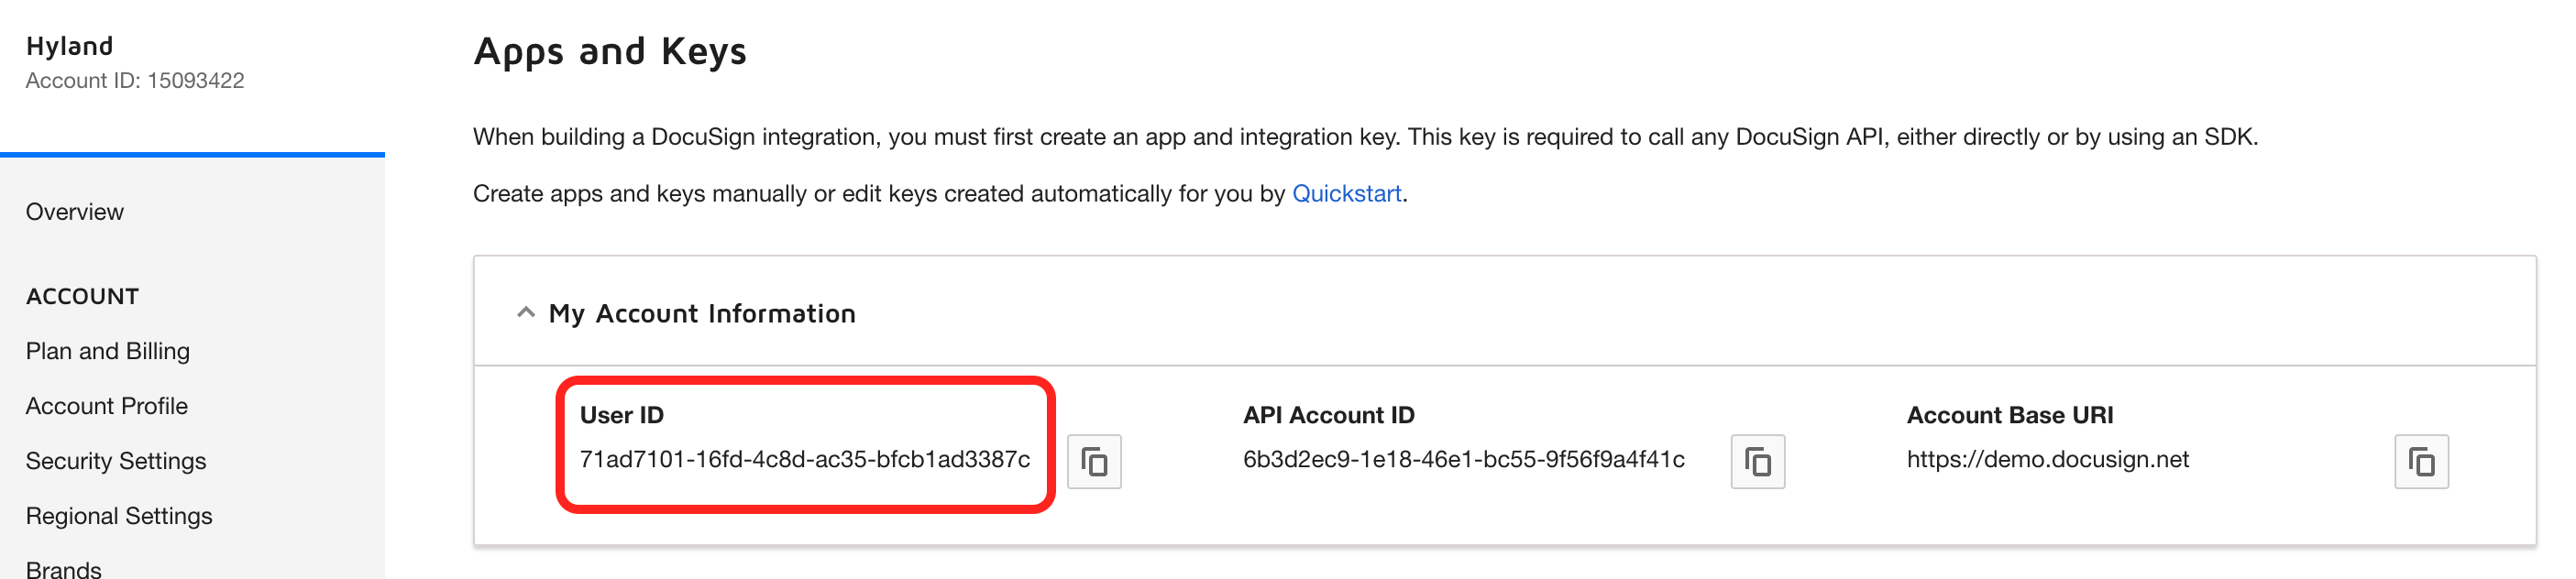 Hyland
Account ID: 15093422
Overview
ACCOUNT
Plan and Billing
Account Profile
Security Settings
Regional Settings
Brands
Apps and Keys
When building a DocuSign integration, you must first create an app and integration key. This key is required to call any DocuSign API, either directly or by using an SDK.
Create apps and keys manually or edit keys created automatically for you by Quickstart.
My Account Information
User ID
71ad7101-16fd-4c8d-ac35-bfcb1ad3387c
API Account ID
6b3d2ec9-1e18-46e1-bc55-9f56f9a4f41c
Account Base URI
https://demo.docusign.net